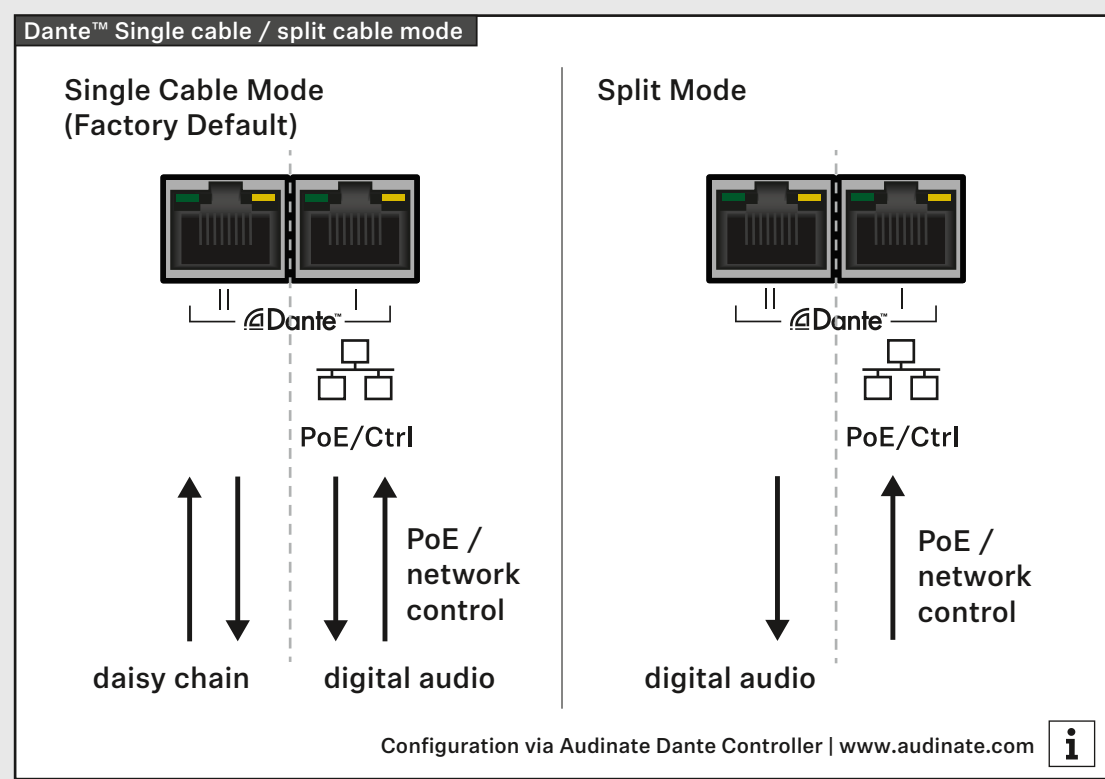 Dante™ Single cable / split cable mode
Single Cable Mode
(Factory Default)
II
I
Dante™
PoE/Ctrl
PoE /
network
control
daisy chain
digital audio
Split Mode
II
I
Dante™
PoE/Ctrl
PoE /
network
control
digital audio
Configuration via Audinate Dante Controller | www.audinate.com
i